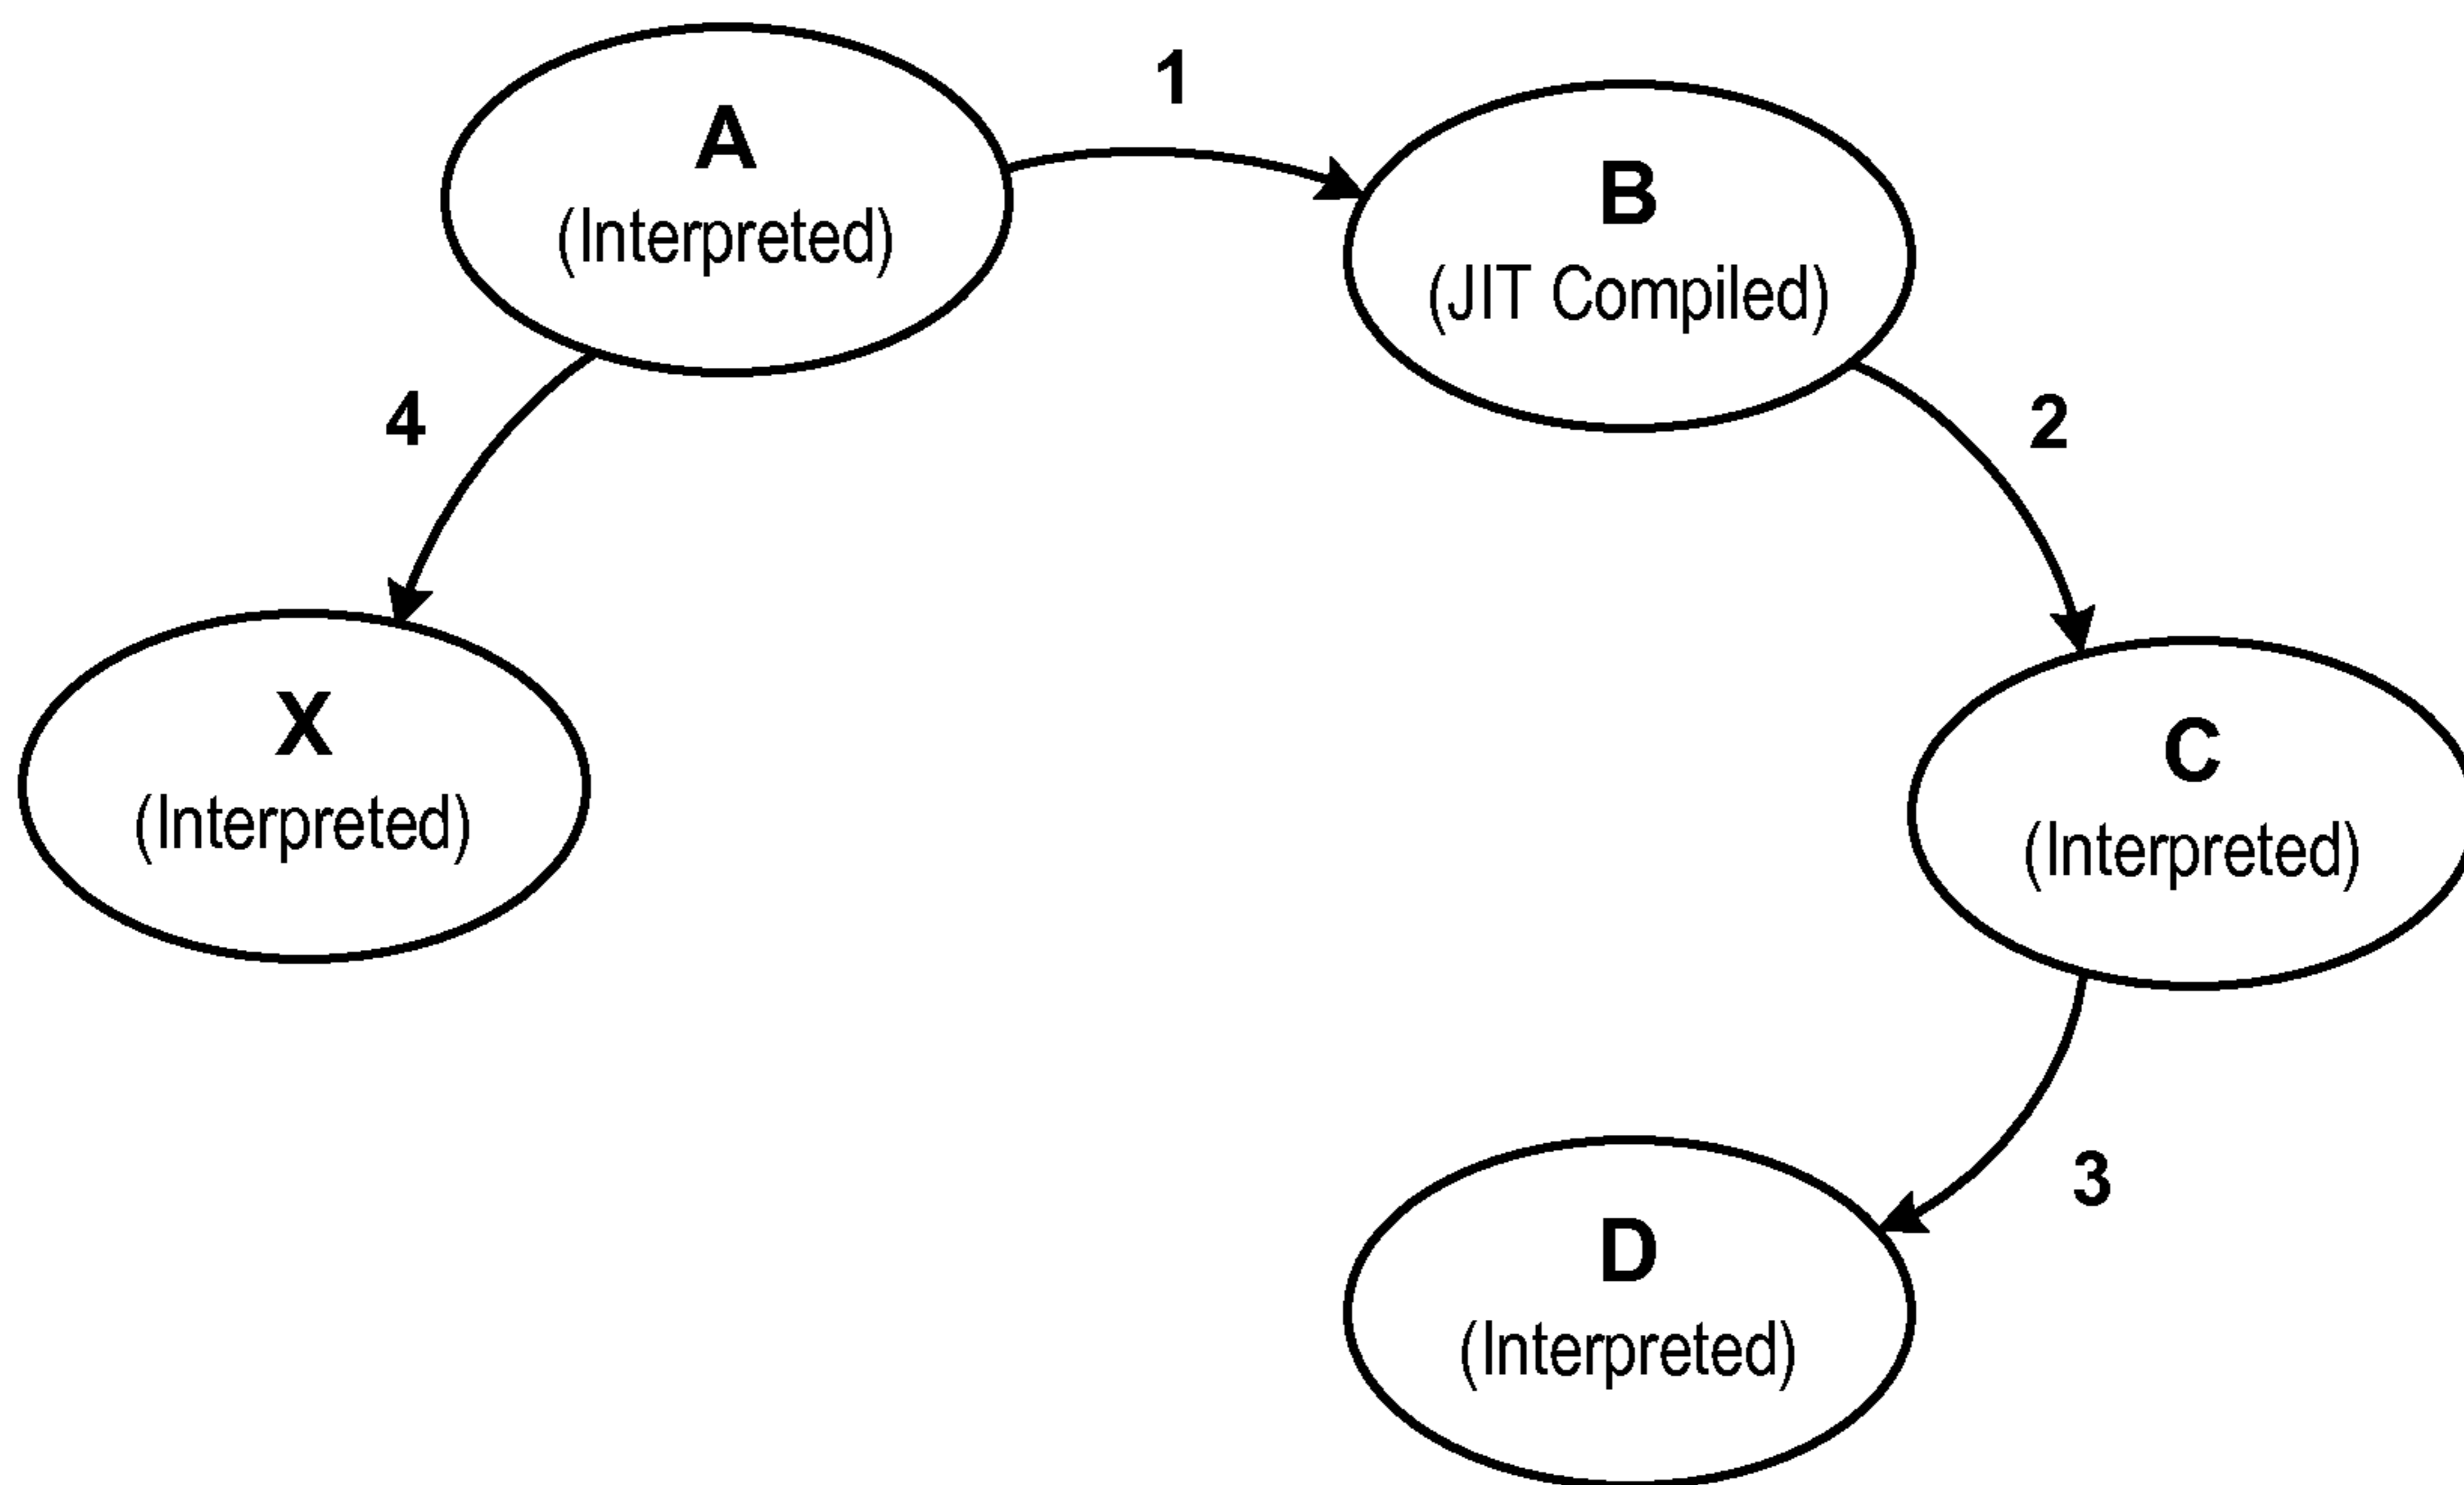 A
(Interpreted)
1
B
(JIT Compiled)
4
2
X
(Interpreted)
C
(Interpreted)
3
D
(Interpreted)